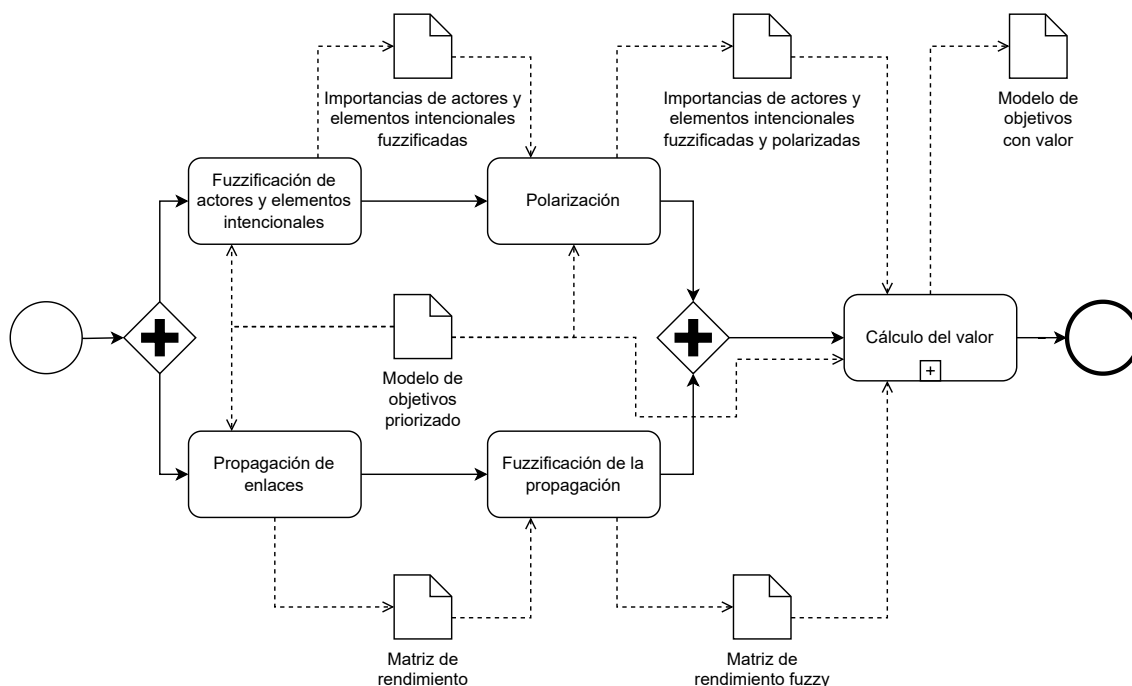 Importancias de actores y
elementos intencionales
fuzzificadas
Importancias de actores y
elementos intencionales
fuzzificadas y polarizadas
Modelo de
objetivos
con valor
Fuzzificación de
actores y elementos
intencionales
Polarización
Modelo de
objetivos
priorizado
Cálculo del valor
+
Propagación de
enlaces
Fuzzificación de la
propagación
Matriz de
rendimiento
Matriz de
rendimiento fuzzy